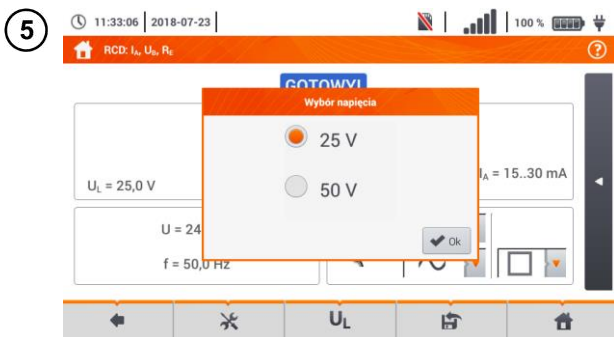 5
11:33:06 2018-07-23 100 %
RCD: IA, UB, RE
GOTOWY!
Wybór napięcia
25 V
50 V
UL = 25,0 V
IA = 15..30 mA
U = 24
Ok
f = 50,0 Hz
UL